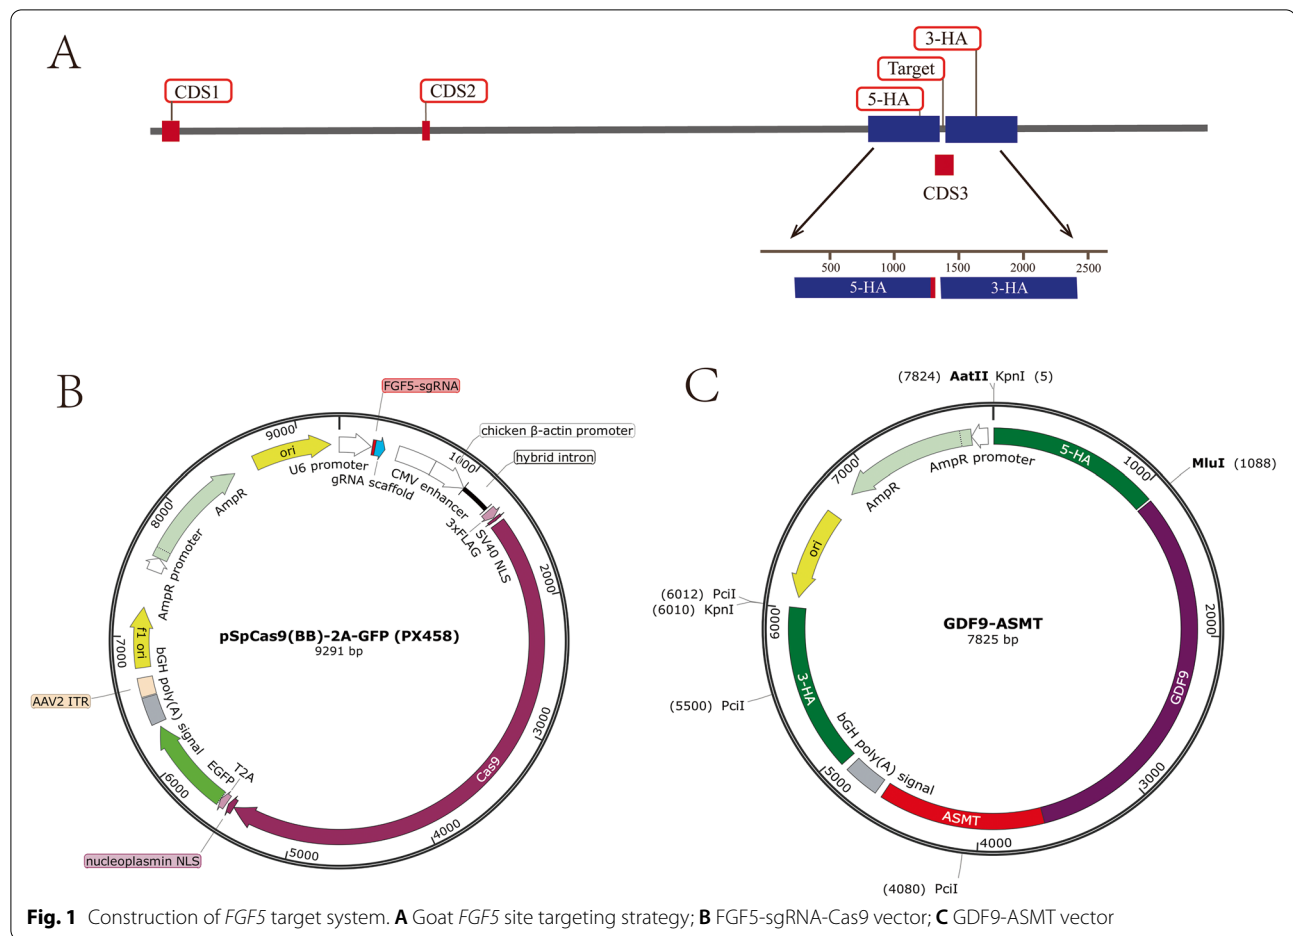 A
CDS1
CDS2
3-HA
Target
5-HA
CDS3
500
1000
1500
2000
2500
5-HA
3-HA
B
FGF5-sgRNA
chicken β-actin promoter
hybrid intron
9000
1000
ori
U6 promoter
gRNA scaffold
CMV enhancer
3xFLAG
SV40 NLS
8000
AmpR
AmpR promoter
2000
pSpCas9(BB)-2A-GFP (PX458)
9291 bp
7000
f1 ori
AAV2 ITR
bGH poly(A) signal
3000
Cas9
6000
EGFP
T2A
nucleoplasmin NLS
5000
4000
C
(7824) AatII KpnI (5)
AmpR promoter
5-HA
1000
MluI (1088)
7000
AmpR
ori
(6012) PciI
(6010) KpnI
6000
GDF9-ASMT
7825 bp
2000
GDF9
3-HA
(5500) PciI
bGH poly(A) signal
5000
3000
ASMT
4000
(4080) PciI
Fig. 1 Construction of FGF5 target system. A Goat FGF5 site targeting strategy; B FGF5-sgRNA-Cas9 vector; C GDF9-ASMT vector